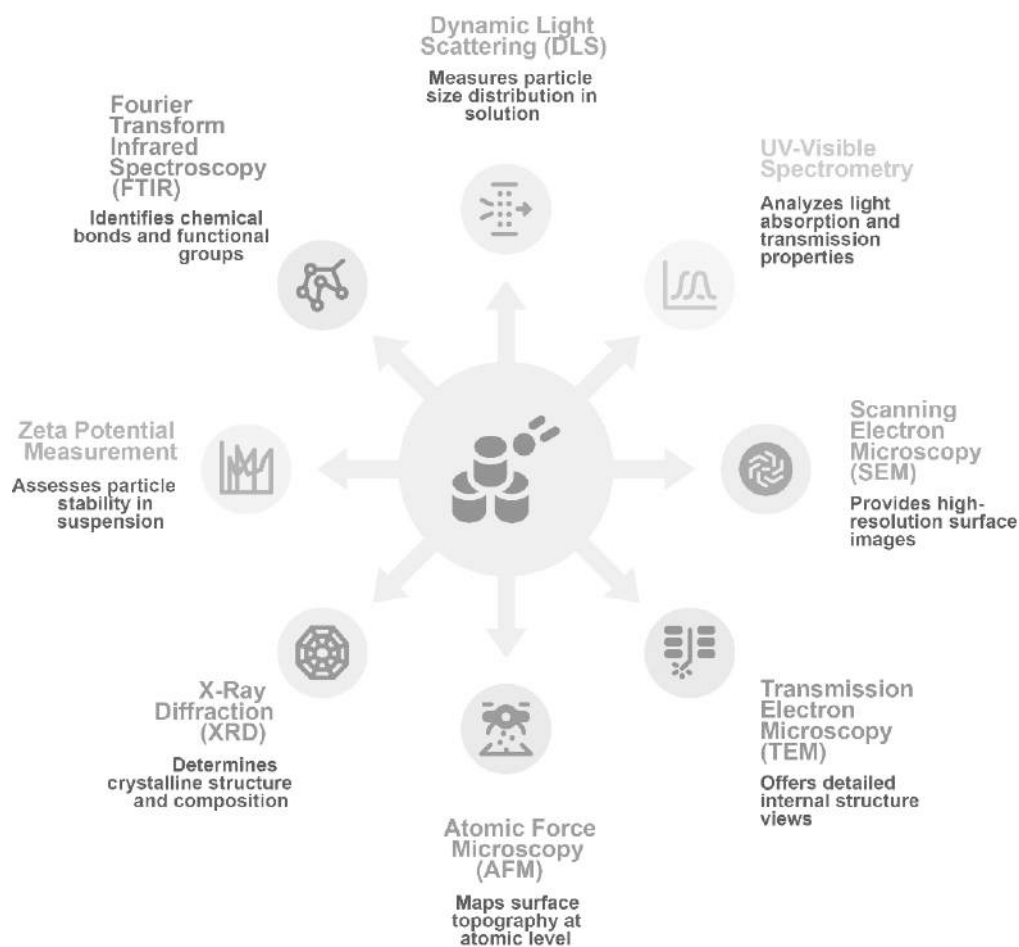 Dynamic Light
Scattering (DLS)
Measures particle
size distribution in
solution
UV-Visible
Spectrometry
Analyzes light
absorption and
transmission
properties
Scanning
Electron
Microscopy
(SEM)
Provides high-
resolution surface
images
Transmission
Electron
Microscopy
(TEM)
Offers detailed
internal structure
views
Atomic Force
Microscopy
(AFM)
Maps surface
topography at
atomic level
X-Ray
Diffraction
(XRD)
Determines
crystalline structure
and composition
Zeta Potential
Measurement
Assesses particle
stability in
suspension
Fourier
Transform
Infrared
Spectroscopy
(FTIR)
Identifies chemical
bonds and functional
groups